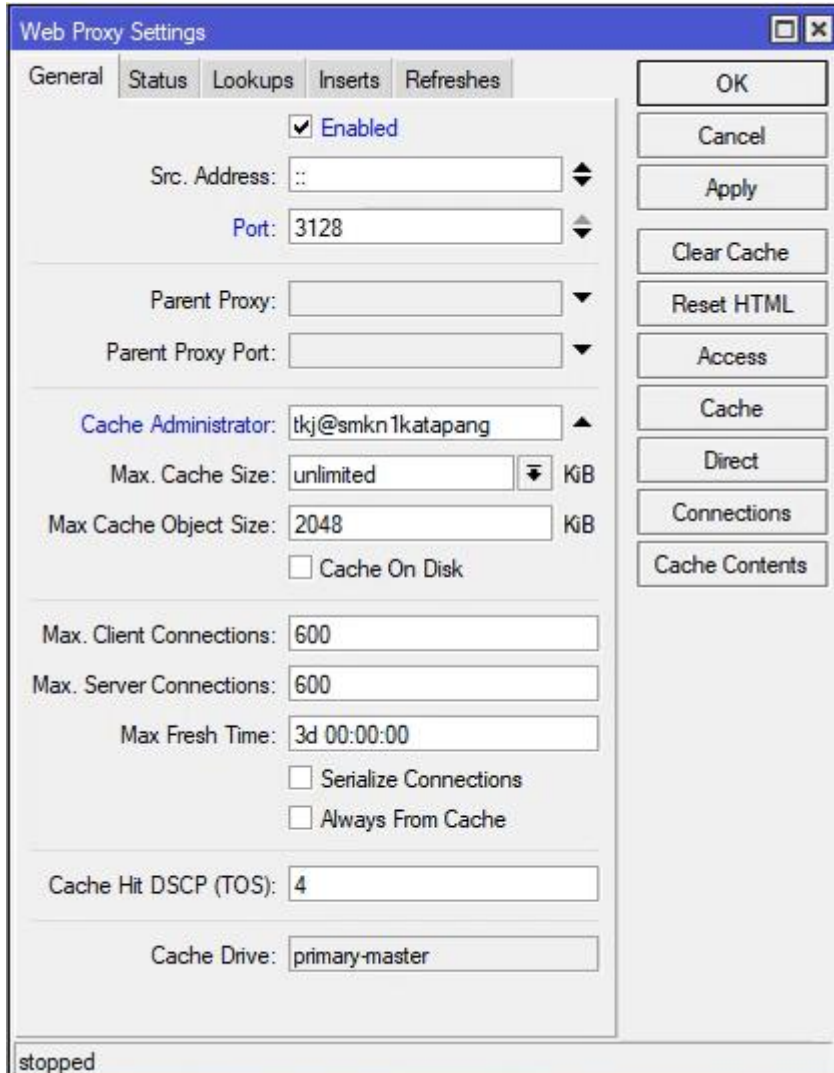 Web Proxy Settings
General Status Lookups Inserts Refreshes
Enabled
Src. Address: ::
Port: 3128
Parent Proxy:
Parent Proxy Port:
Cache Administrator: tkj@smkn1katapang
Max. Cache Size: unlimited KiB
Max Cache Object Size: 2048 KiB
Cache On Disk
Max. Client Connections: 600
Max. Server Connections: 600
Max Fresh Time: 3d 00:00:00
Serialize Connections
Always From Cache
Cache Hit DSCP (TOS): 4
Cache Drive: primary-master
OK
Cancel
Apply
Clear Cache
Reset HTML
Access
Cache
Direct
Connections
Cache Contents
stopped